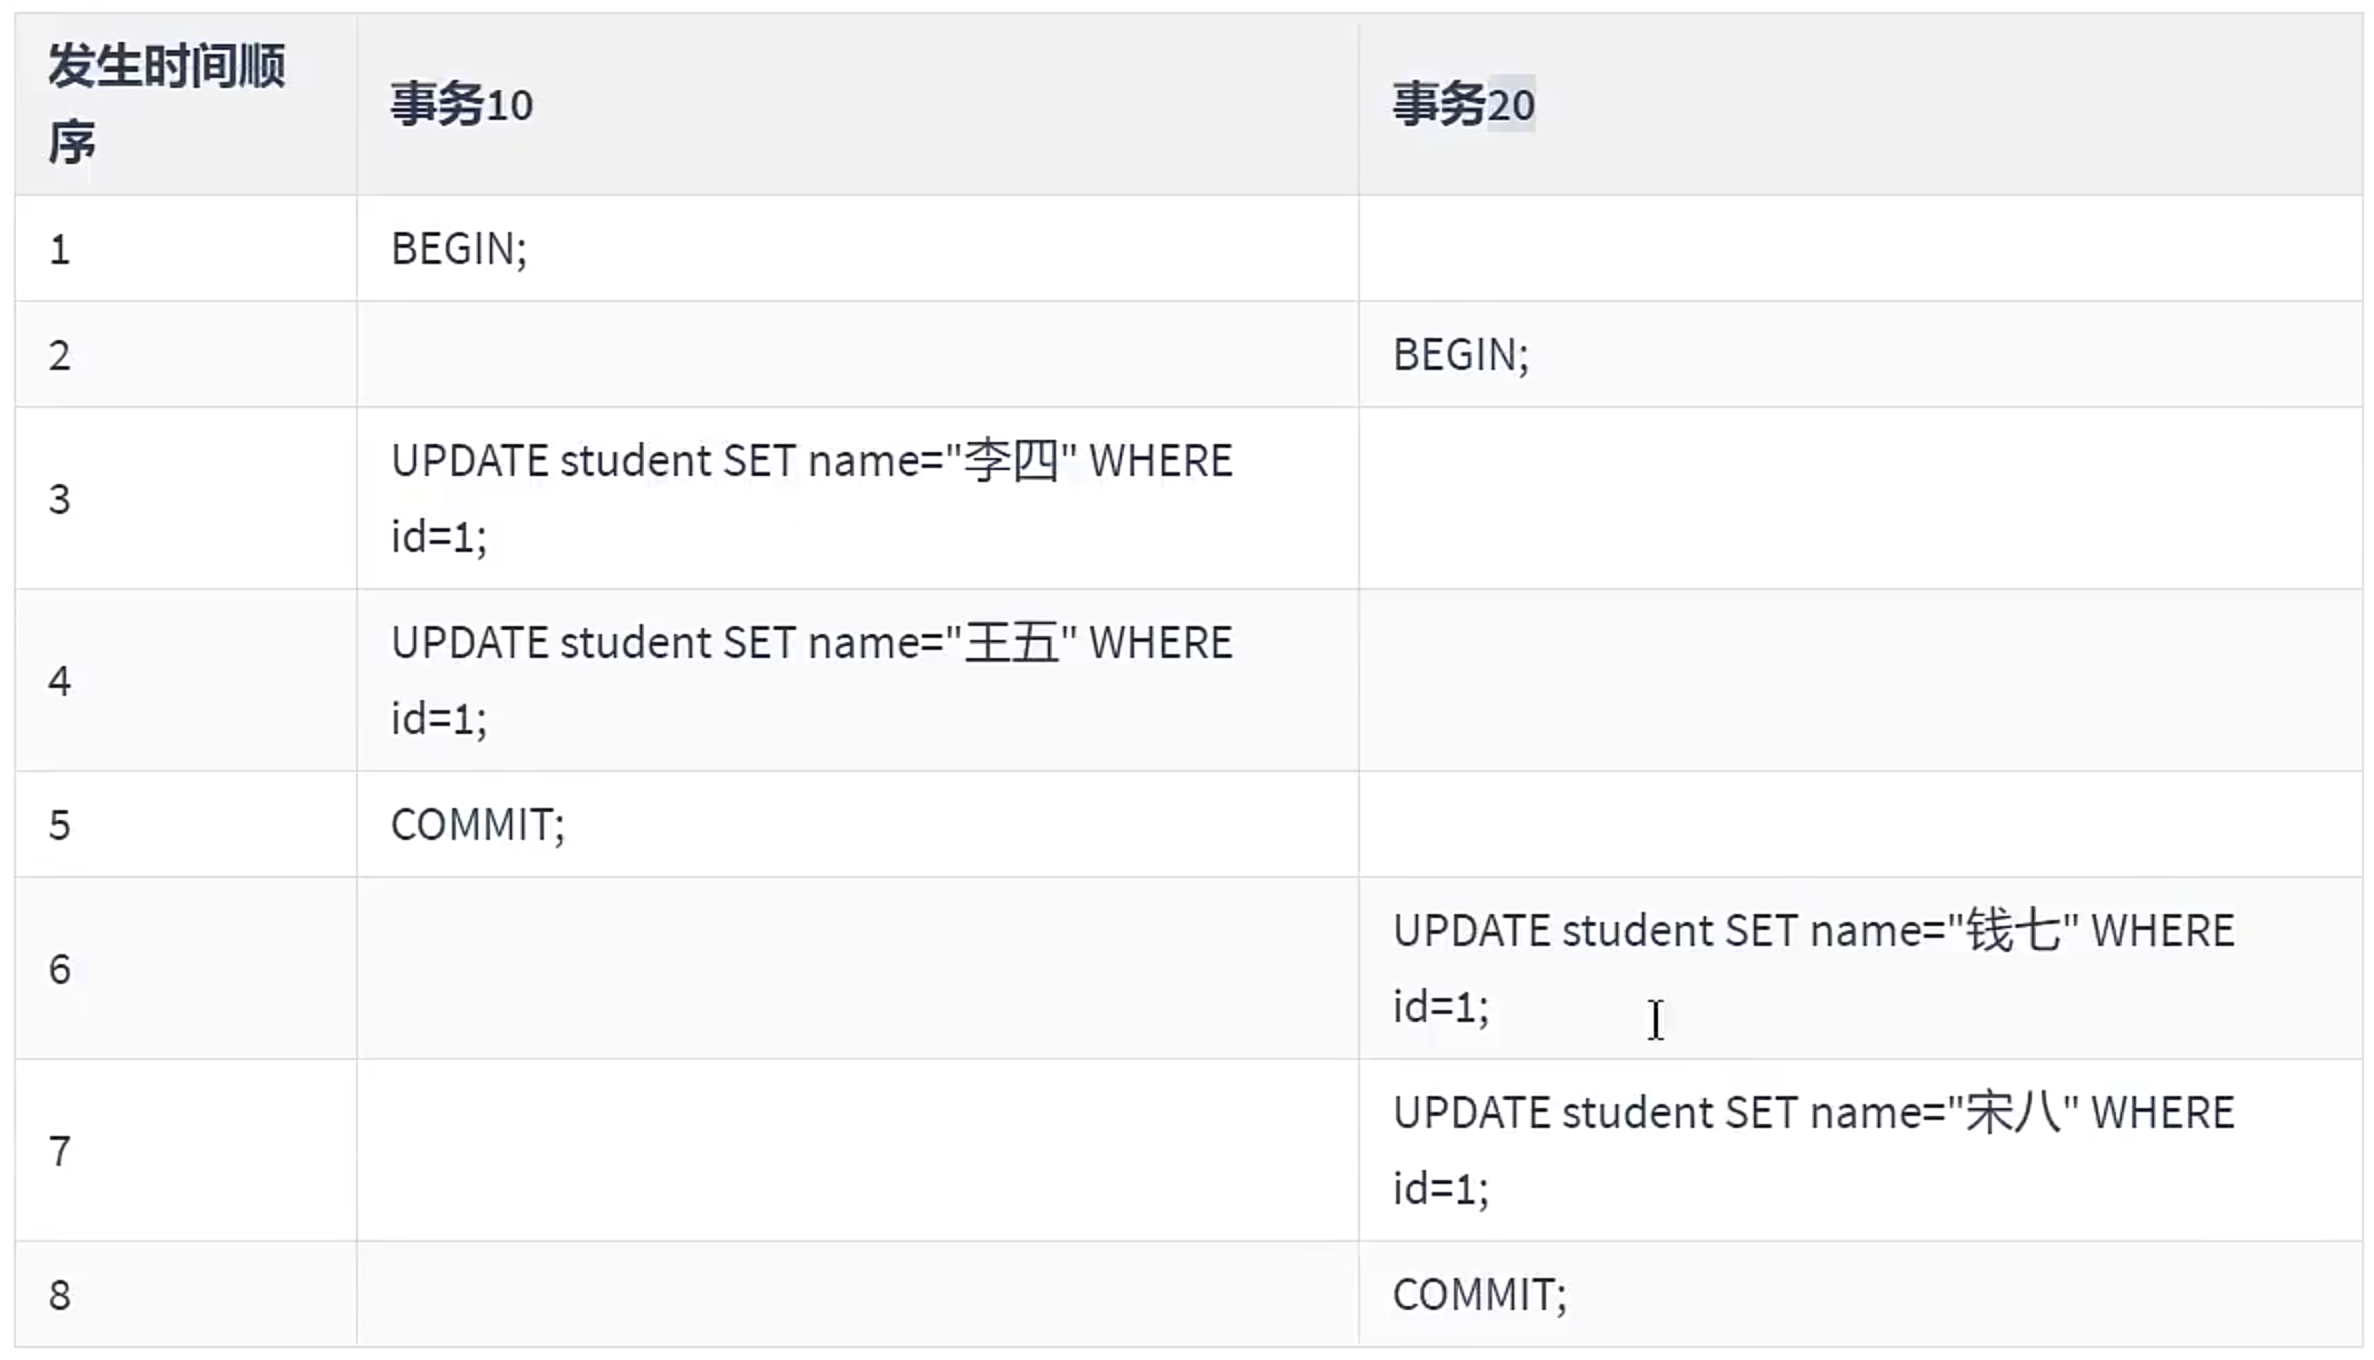 发生时间顺
序
事务10
事务20
1
BEGIN;
2
BEGIN;
3
UPDATE student SET name="李四" WHERE
id=1;
4
UPDATE student SET name="王五" WHERE
id=1;
5
COMMIT;
6
UPDATE student SET name="钱七" WHERE
id=1;
7
UPDATE student SET name="宋八" WHERE
id=1;
8
COMMIT;